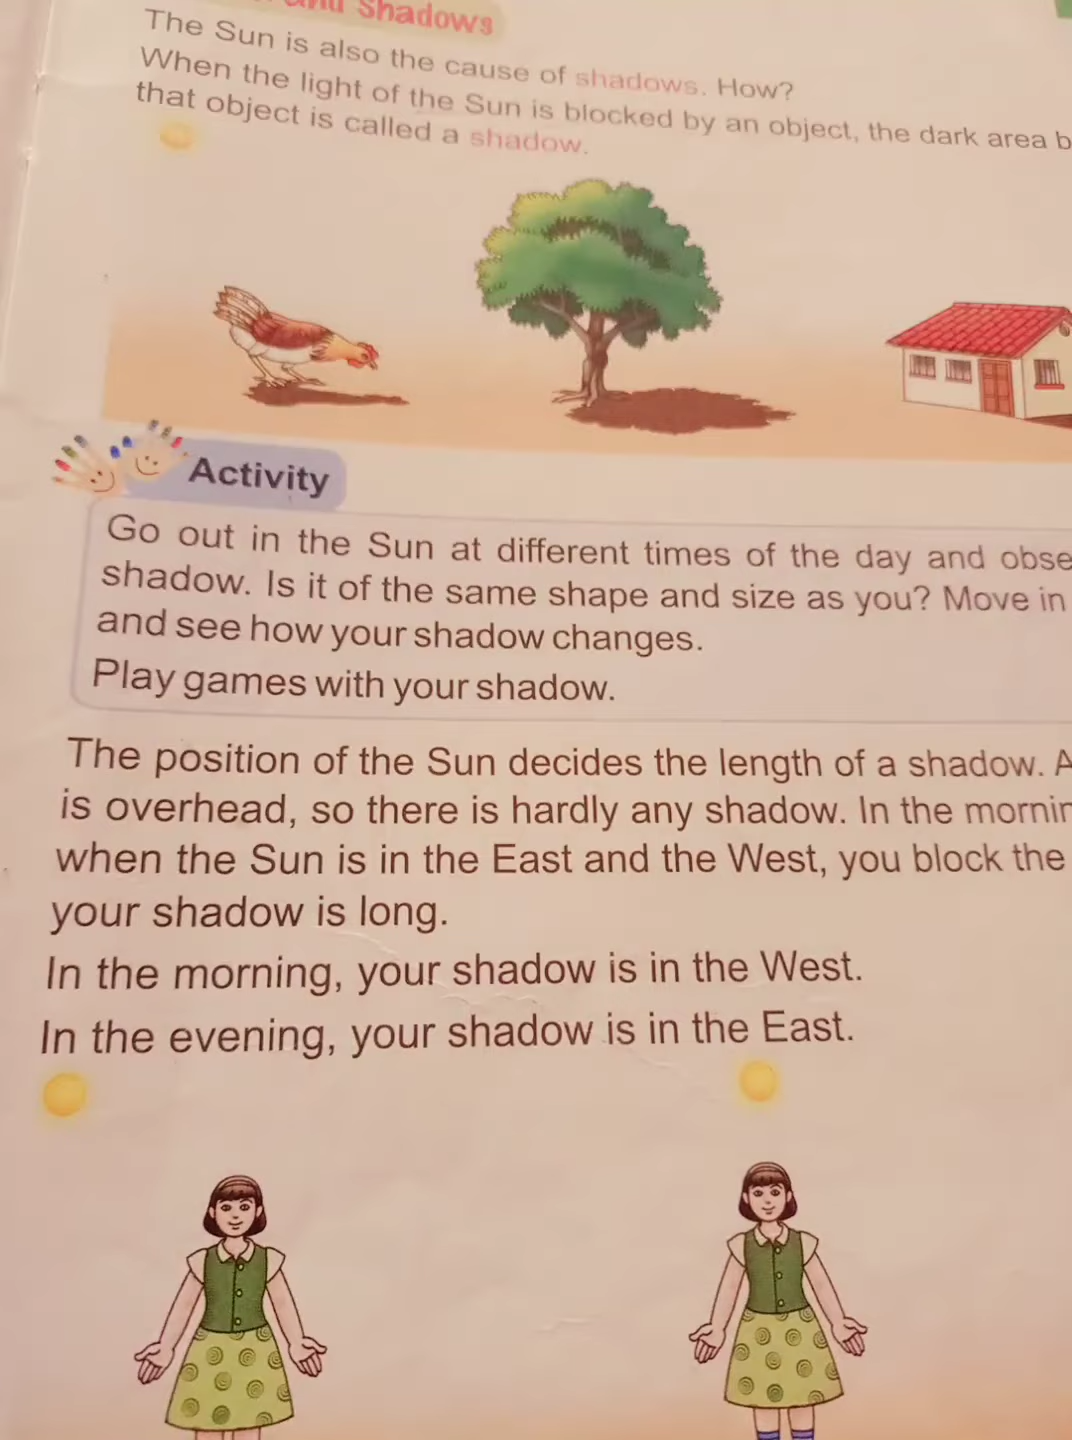 and Shadows
The Sun is also the cause of shadows. How?
When the light of the Sun is blocked by an object, the dark area
that object is called a shadow.
Activity
Go out in the Sun at different times of the day and
shadow. Is it of the same shape and size as you? Move in
and see how your shadow changes.
Play games with your shadow.
The position of the Sun decides the length of a shadow.
is overhead, so there is hardly any shadow. In the
when the Sun is in the East and the West, you block the
your shadow is long.
In the morning, your shadow is in the West.
In the evening, your shadow is in the East.